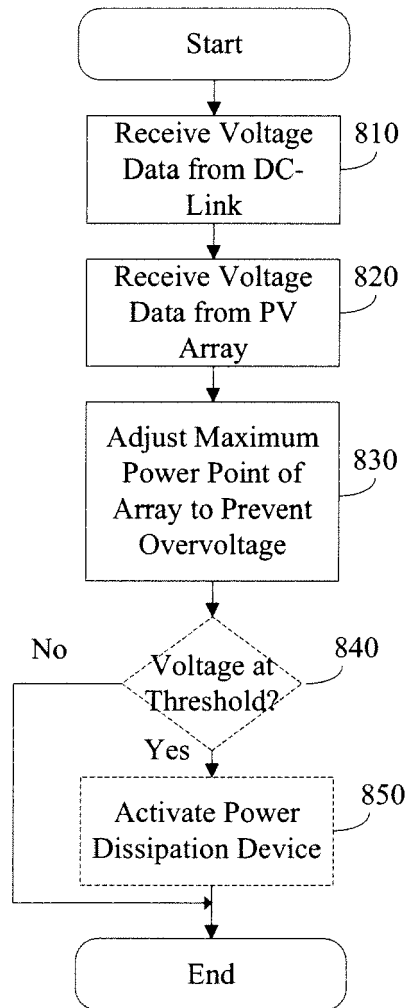 Start
Receive Voltage
Data from DC-
Link
810
Receive Voltage
Data from PV
Array
820
Adjust Maximum
Power Point of
Array to Prevent
Overvoltage
830
No
Voltage at
Threshold?
840
Yes
Activate Power
Dissipation Device
850
End